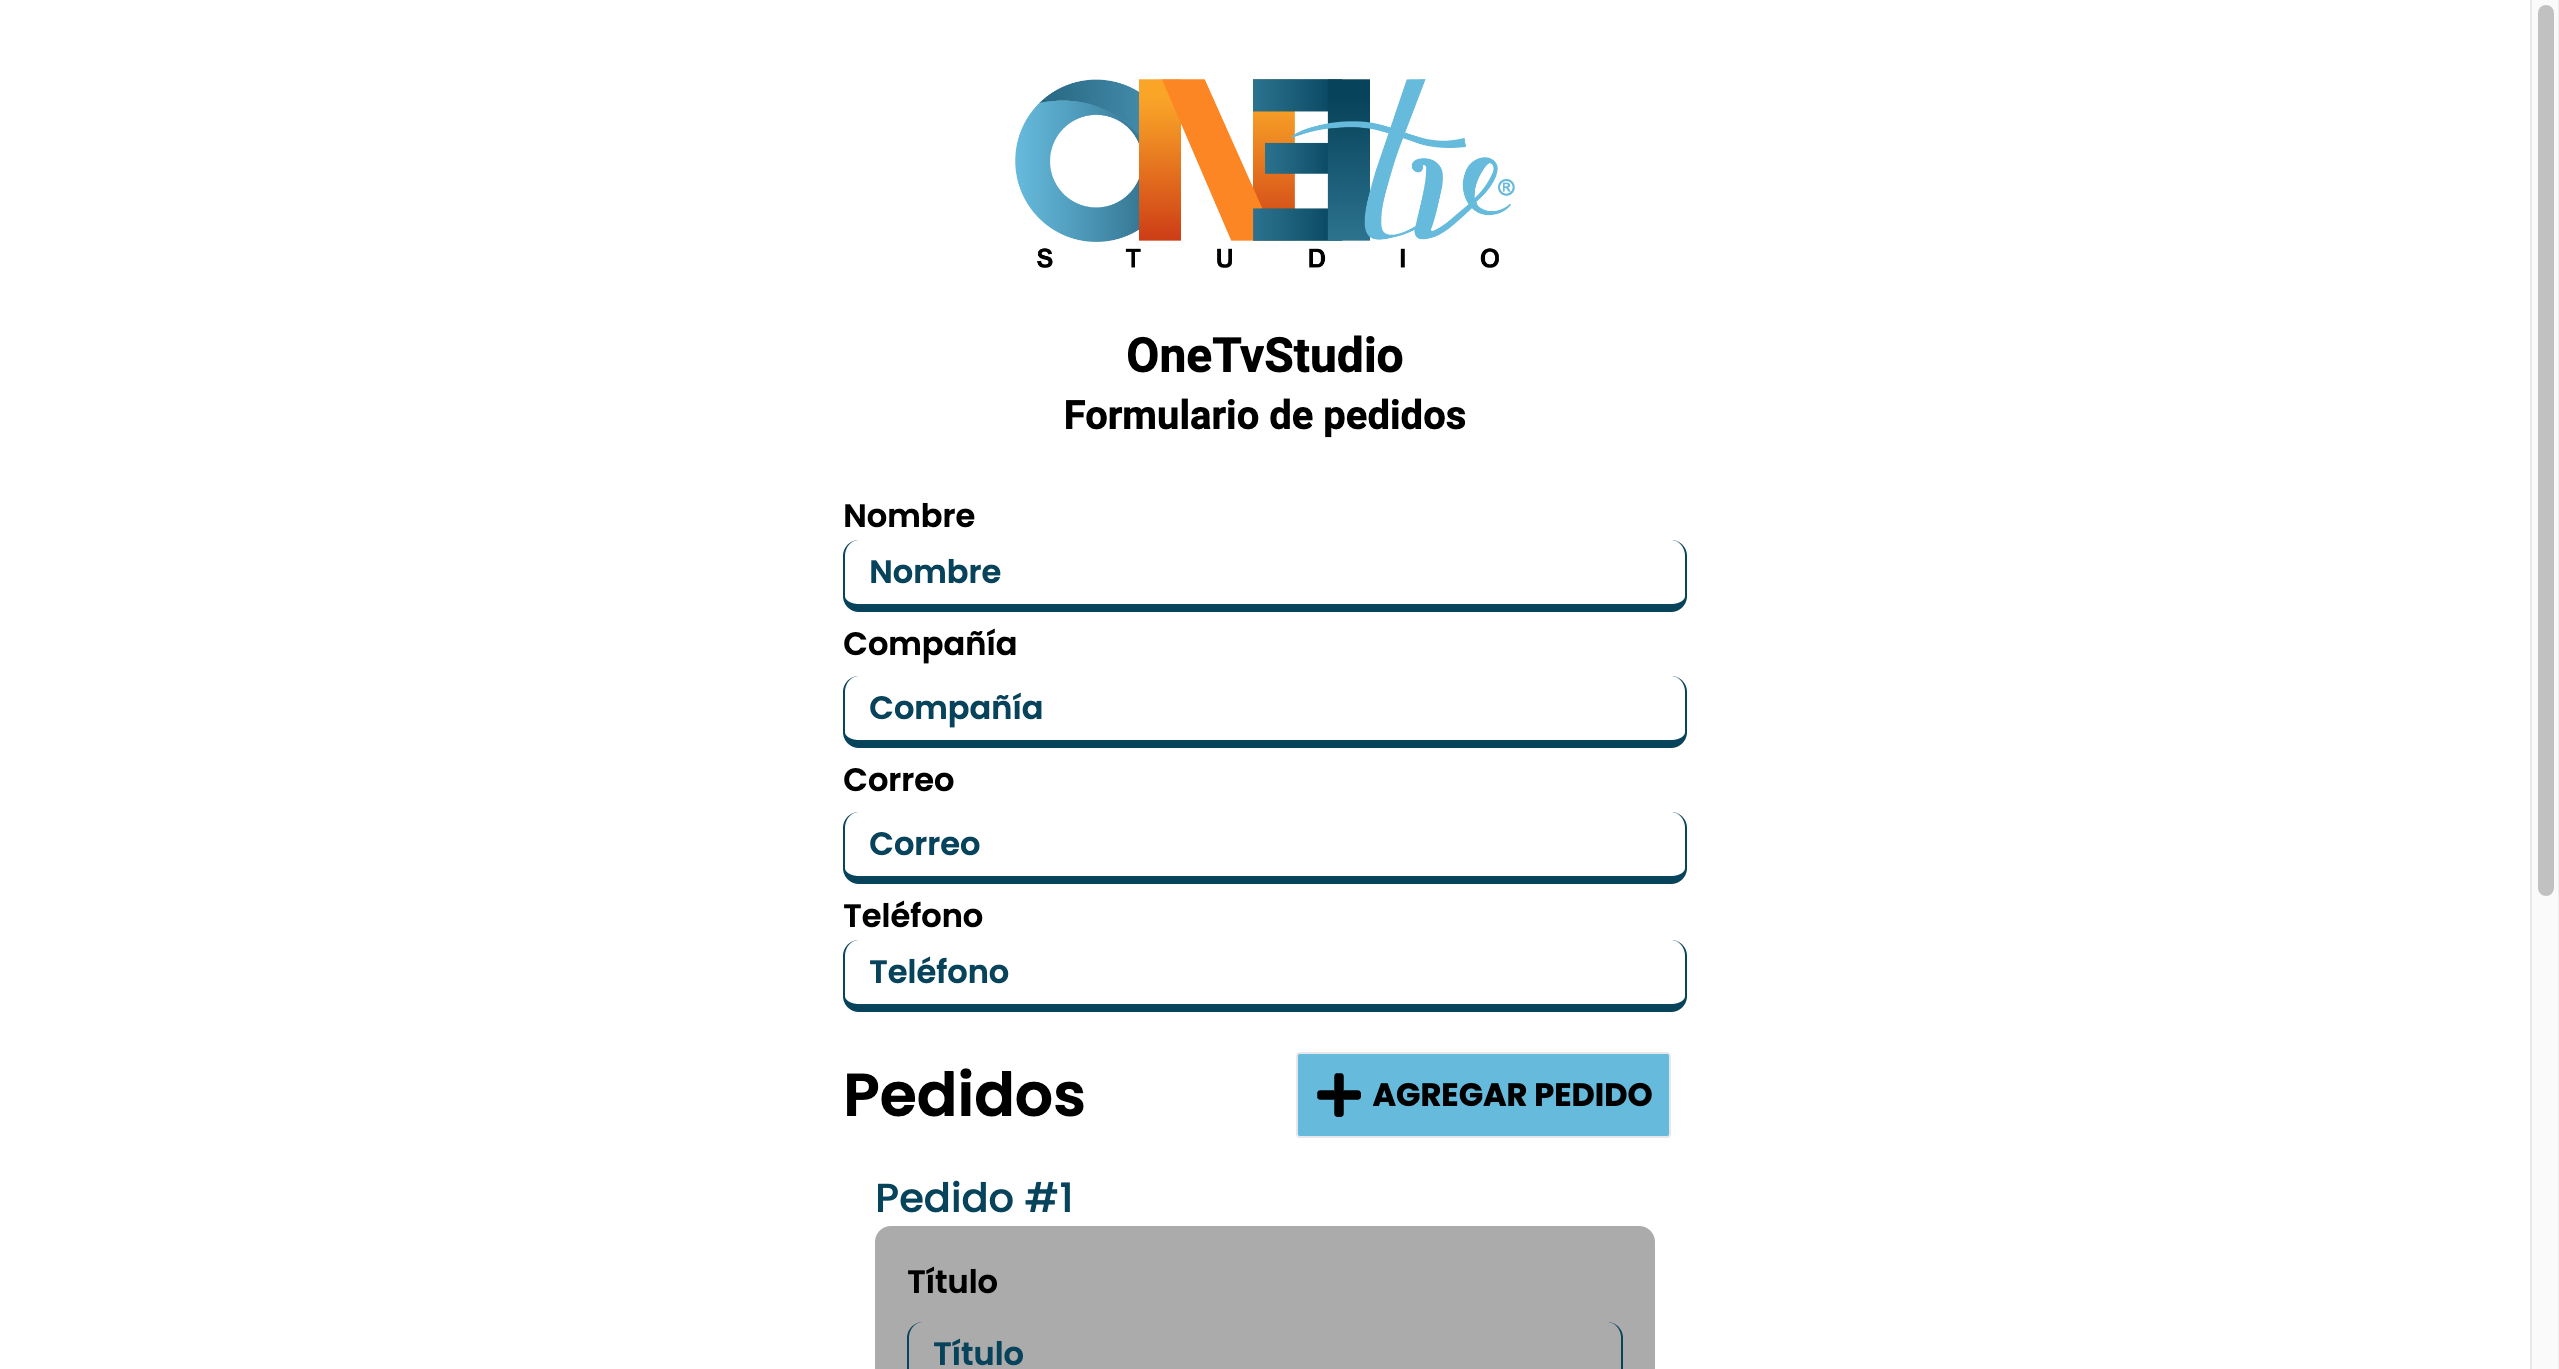 ONE tv®
STUDIO
OneTvStudio
Formulario de pedidos
Nombre
Nombre
Compañía
Compañía
Correo
Correo
Teléfono
Teléfono
Pedidos
AGREGAR PEDIDO
Pedido #1
Título
Título